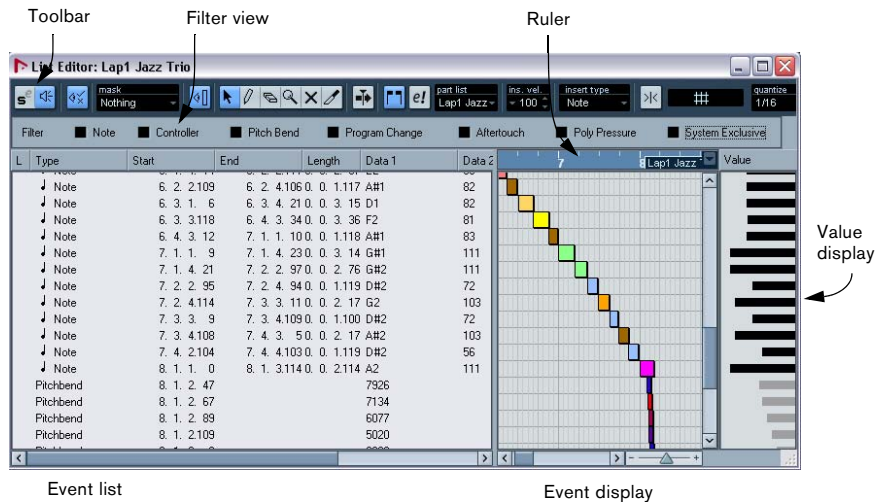 Toolbar
Filter view
Ruler
List Editor: Lap1 Jazz Trio
mask
Nothing
part list
Lap1 Jazz
ins. vel.
100
insert type
Note
quantize
1/16
Filter Note Controller Pitch Bend Program Change Aftertouch Poly Pressure System Exclusive
L Type Start End Length Data 1 Data 2 7 8 Lap1 Jazz Value
Note 6. 2. 2.109 6. 2. 4.106 0. 0. 1.117 A#1 82
Note 6. 3. 1. 6 6. 3. 4. 21 0. 0. 3. 15 D1 82
Note 6. 3. 3.118 6. 4. 3. 34 0. 0. 3. 36 F2 81
Note 6. 4. 3. 12 7. 1. 1. 10 0. 0. 1.118 A#1 83
Note 7. 1. 1. 9 7. 1. 4. 23 0. 0. 3. 14 G#1 111
Note 7. 1. 4. 21 7. 2. 2. 97 0. 0. 2. 76 G#2 111
Note 7. 2. 2. 95 7. 2. 4. 94 0. 0. 1.119 D#2 72
Note 7. 2. 4.114 7. 3. 3. 11 0. 0. 2. 17 G2 103
Note 7. 3. 3. 9 7. 3. 4.109 0. 0. 1.100 D#2 72
Note 7. 3. 4.108 7. 4. 3. 5 0. 0. 2. 17 A#2 103
Note 7. 4. 2.104 7. 4. 4.103 0. 0. 1.119 D#2 56
Note 8. 1. 1. 0 8. 1. 3.114 0. 0. 2.114 A2 111
Pitchbend 8. 1. 2. 47 7926
Pitchbend 8. 1. 2. 67 7134
Pitchbend 8. 1. 2. 89 6077
Pitchbend 8. 1. 2.109 5020
Value
display
Event list
Event display